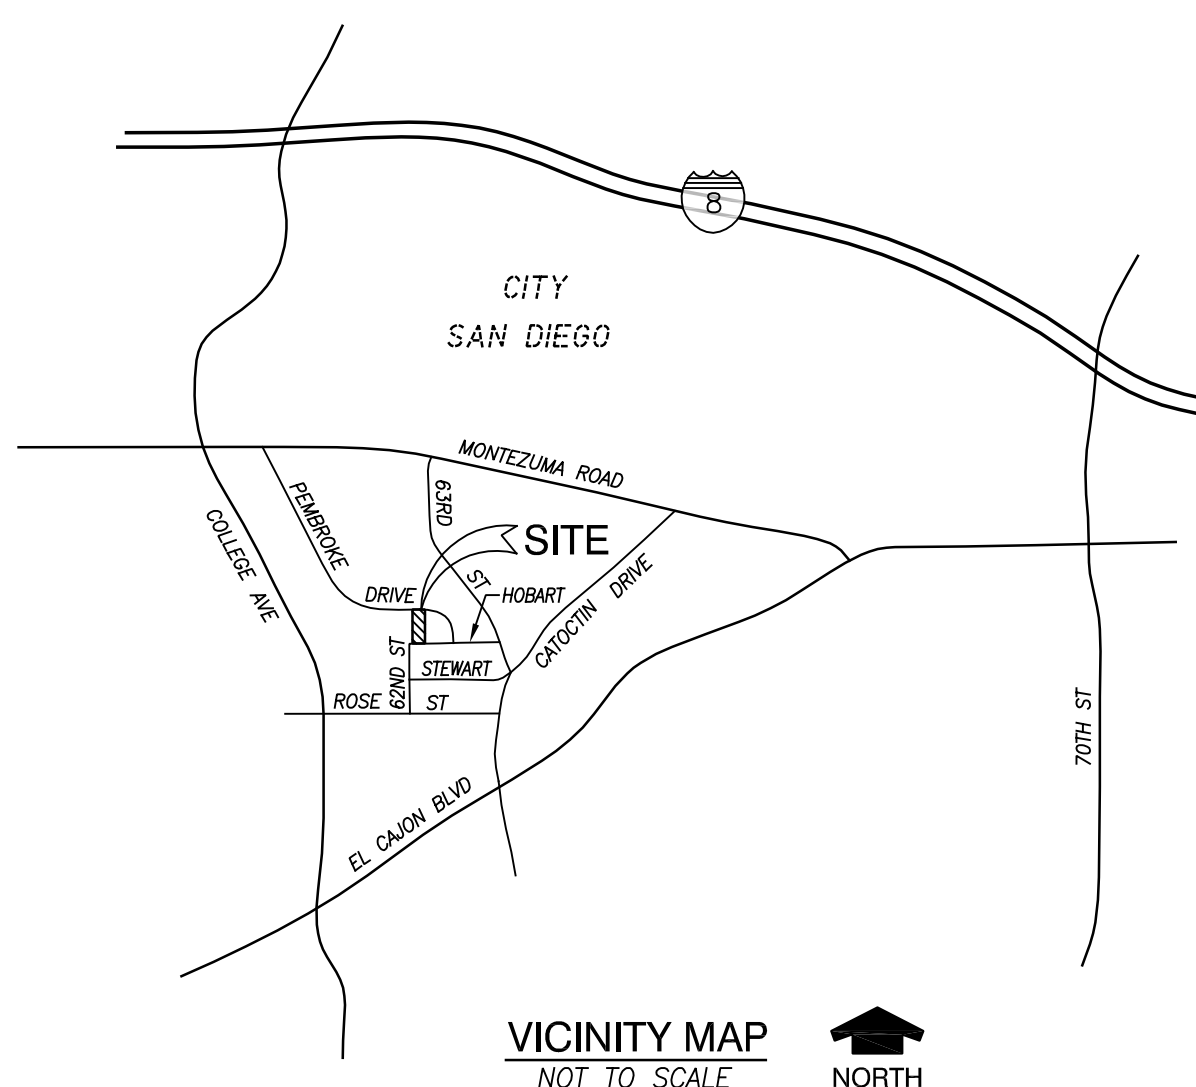 8
CITY
SAN DIEGO
MONTEZUMA ROAD
PEMBROKE
DRIVE
63RD
ST
COLLEGE AVE
SITE
HOBART
CATOCTIN DRIVE
62ND ST
STEWART
ROSE ST
70TH ST
EL CAJON BLVD
VICINITY MAP
NOT TO SCALE
NORTH